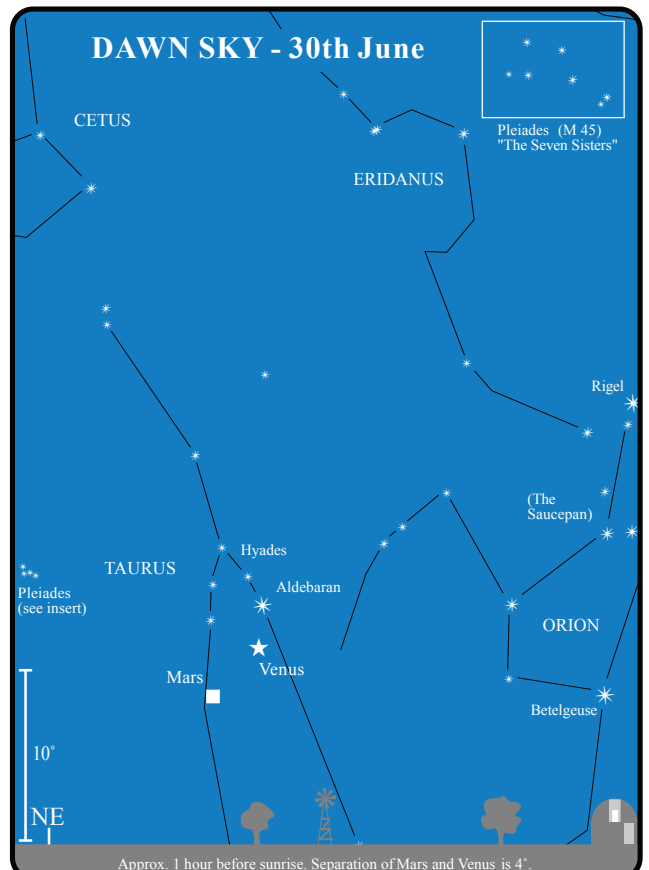 DAWN SKY - 30th June
CETUS
Pleiades (M 45)
"The Seven Sisters"
ERIDANUS
Rigel
(The
Saucepan)
Hyades
TAURUS
Aldebaran
Pleiades
(see insert)
ORION
Venus
Mars
Betelgeuse
10°
NE
Approx. 1 hour before sunrise. Separation of Mars and Venus is 4°.